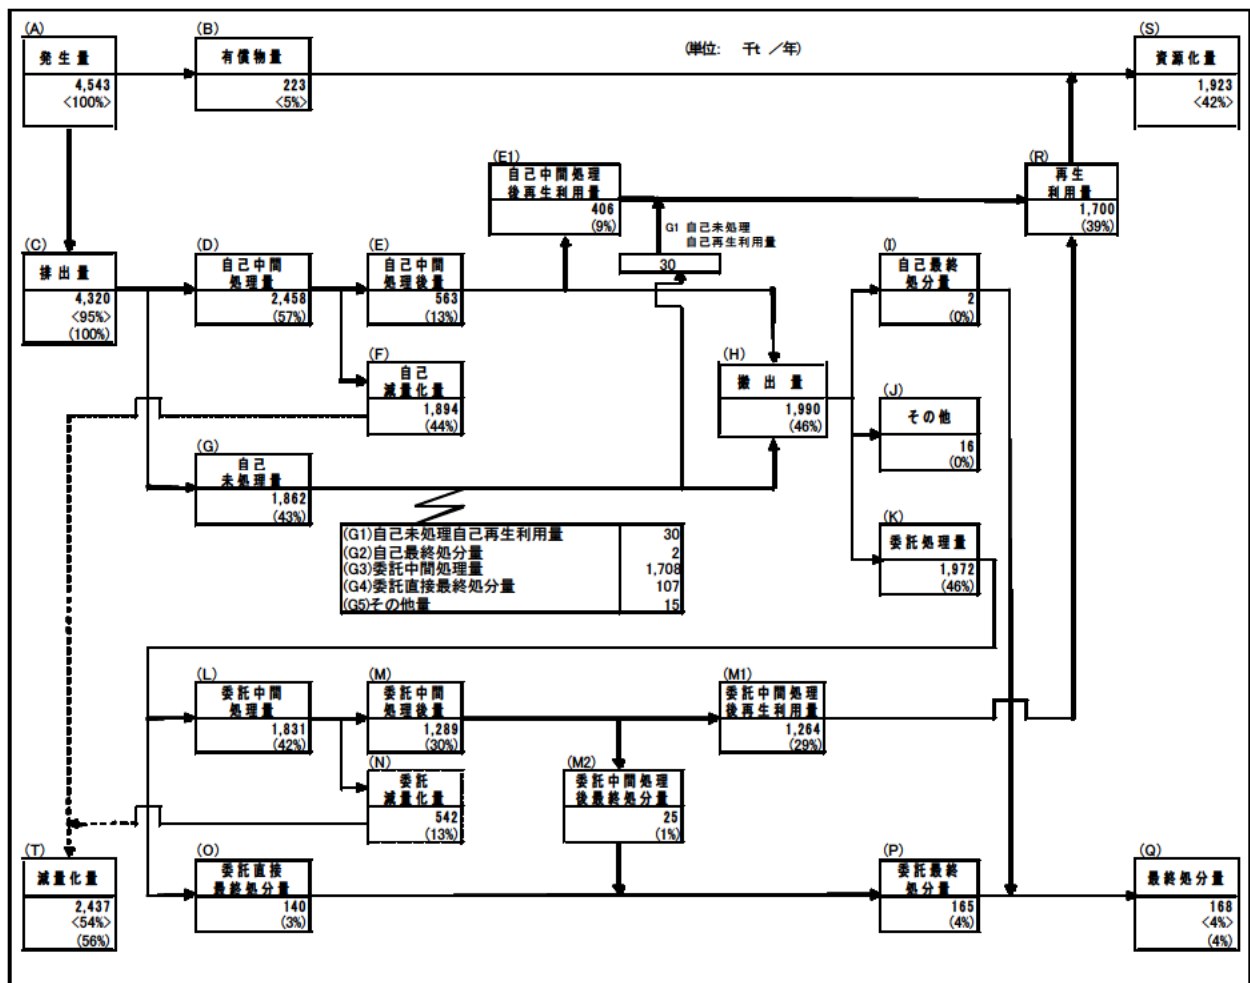 (A)
発生量
4,543
<100%>
(B)
有償物量
223
<5%>
(単位: 千t /年)
(S)
資源化量
1,923
<42%>
(E1)
自己中間処理
後再生利用量
406
(9%)
(R)
再生
利用量
1,700
(39%)
G1 自己未処理
自己再生利用量
30
(C)
排出量
4,320
<95%>
(100%)
(D)
自己中間
処理量
2,458
(57%)
(E)
自己中間
処理後量
563
(13%)
(I)
自己最終
処分量
2
(0%)
(F)
自己
減量化量
1,894
(44%)
(H)
搬出量
1,990
(46%)
(J)
その他
16
(0%)
(G)
自己
未処理量
1,862
(43%)
(G1)自己未処理自己再生利用量 30
(G2)自己最終処分量 2
(G3)委託中間処理量 1,708
(G4)委託直接最終処分量 107
(G5)その他量 15
(K)
委託処理量
1,972
(46%)
(L)
委託中間
処理量
1,831
(42%)
(M)
委託中間
処理後量
1,289
(30%)
(M1)
委託中間処理
後再生利用量
1,264
(29%)
(N)
委託
減量化量
542
(13%)
(M2)
委託中間処理
後最終処分量
25
(1%)
(T)
減量化量
2,437
<54%>
(56%)
(O)
委託直接
最終処分量
140
(3%)
(P)
委託最終
処分量
165
(4%)
(Q)
最終処分量
168
<4%>
(4%)